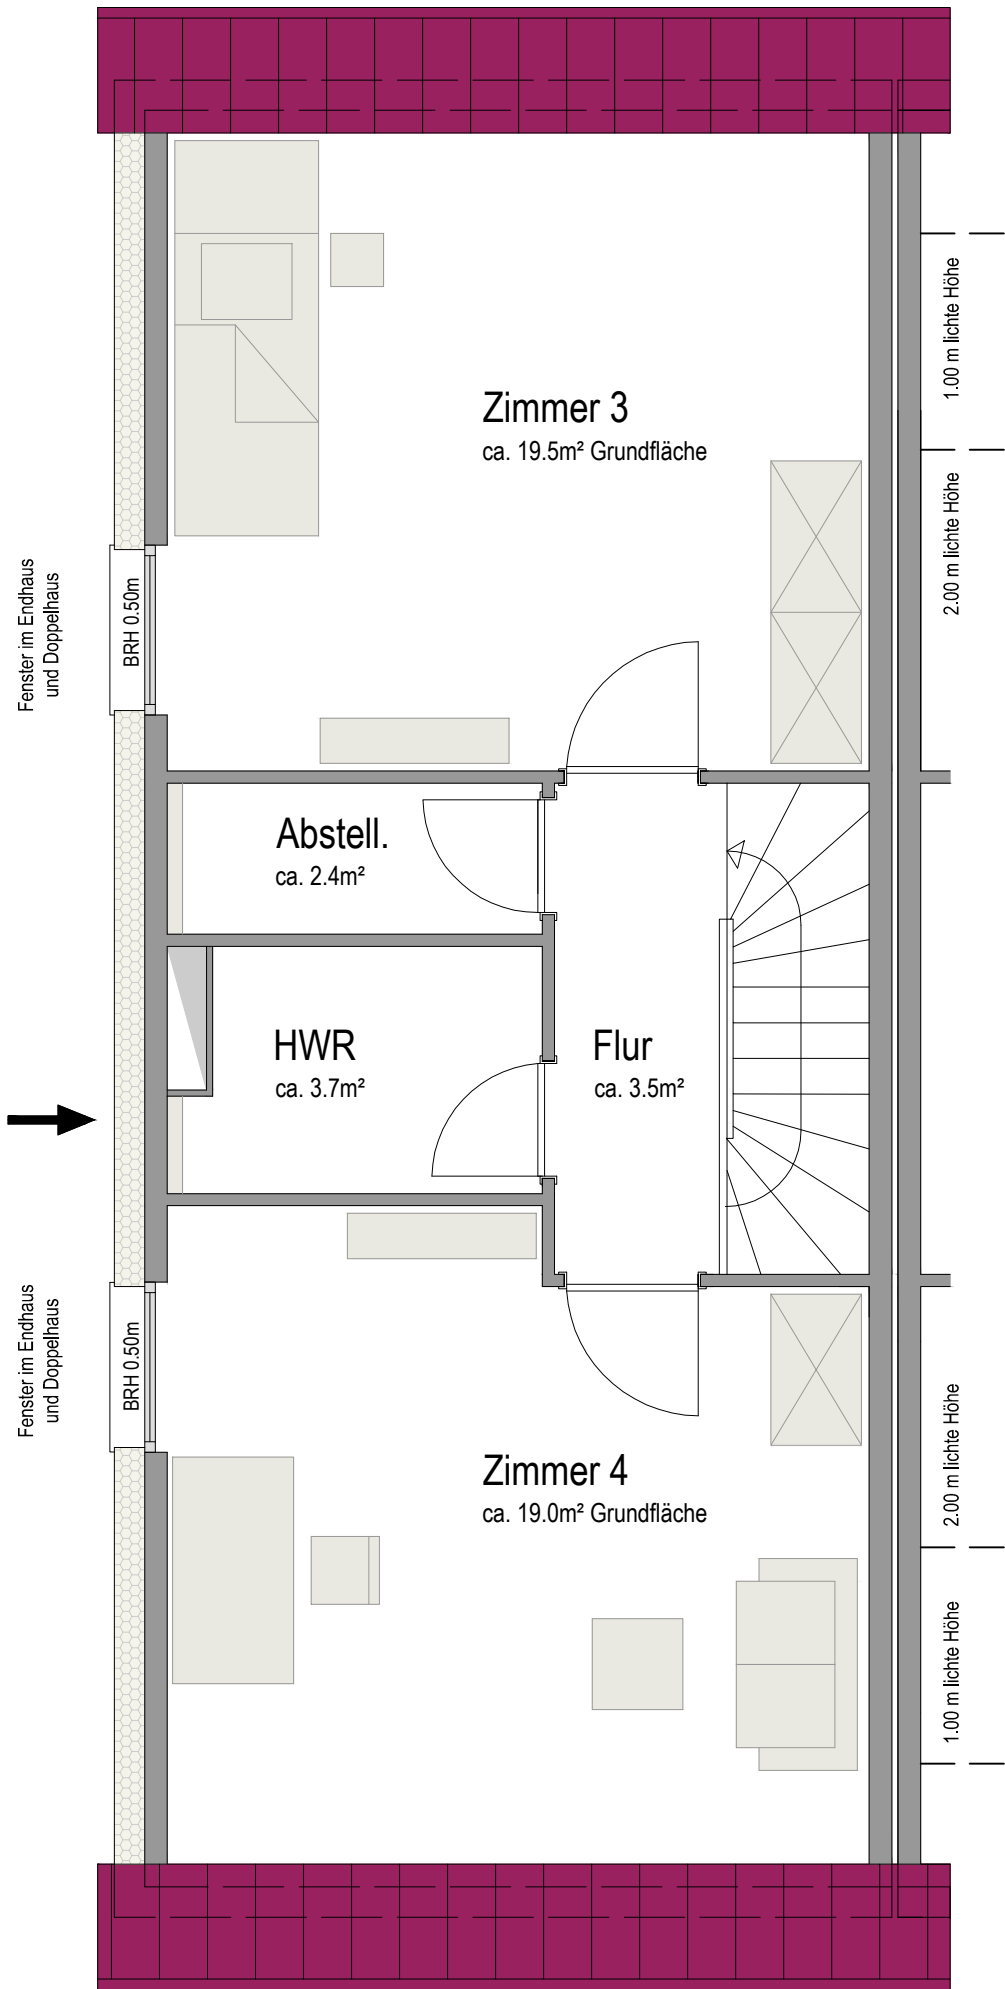 1.00 m lichte Höhe
Zimmer 3
ca. 19.5m² Grundfläche
2.00 m lichte Höhe
Fenster im Endhaus
und Doppelhaus
BRH 0.50m
Abstell.
ca. 2.4m²
HWR
ca. 3.7m²
Flur
ca. 3.5m²
Fenster im Endhaus
und Doppelhaus
BRH 0.50m
2.00 m lichte Höhe
Zimmer 4
ca. 19.0m² Grundfläche
1.00 m lichte Höhe